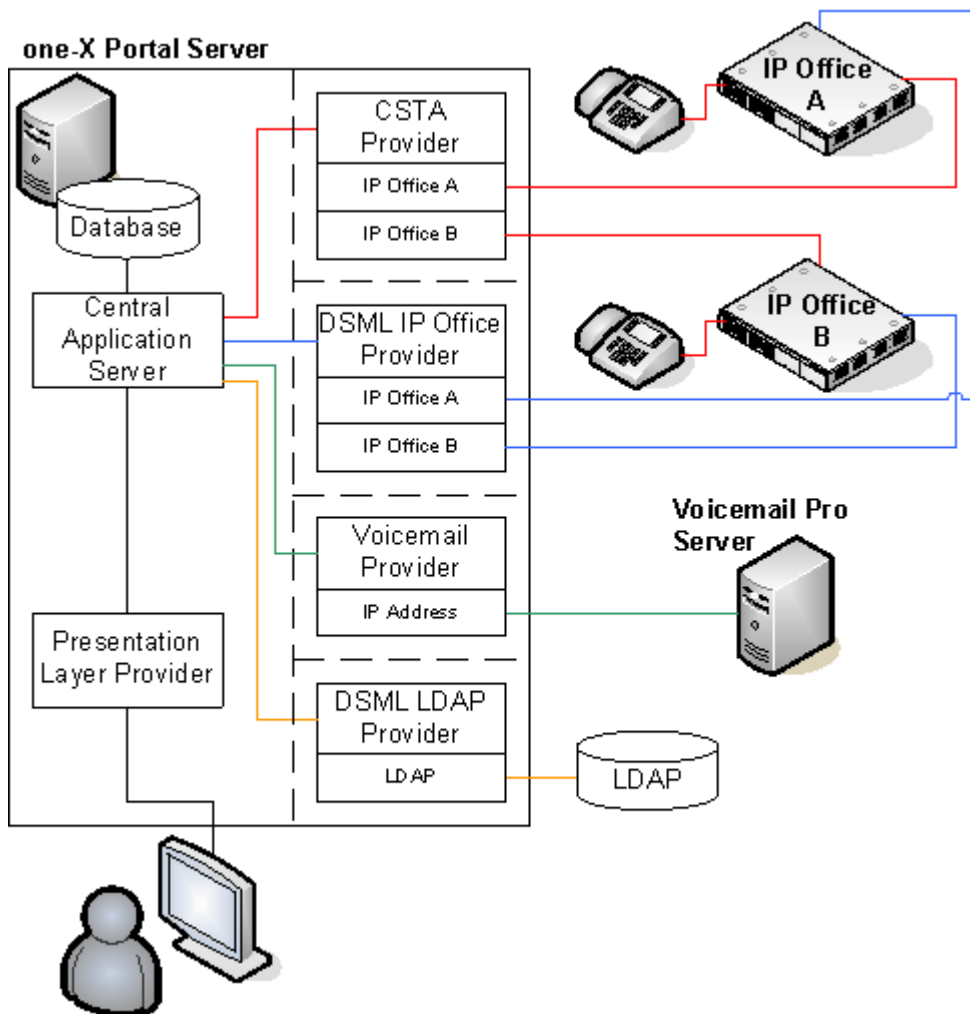 one-X Portal Server
Database
Central
Application
Server
Presentation
Layer Provider
CSTA
Provider
IP Office A
IP Office B
DSML IP Office
Provider
IP Office A
IP Office B
Voicemail
Provider
IP Address
DSML LDAP
Provider
LDAP
IP Office
A
IP Office
B
Voicemail Pro
Server
LDAP